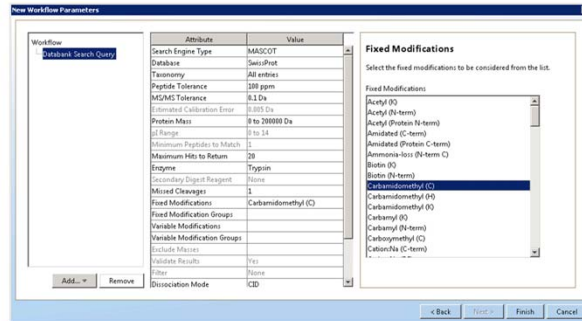 New Workflow Parameters
Workflow
Databank Search Query
Attribute Value
Search Engine Type MASCOT
Database SwissProt
Taxonomy All entries
Peptide Tolerance 100 ppm
MS/MS Tolerance 0.1 Da
Estimated Calibration Error 0.005 Da
Protein Mass 0 to 200000 Da
pI Range 0 to 14
Minimum Peptides to Match 1
Maximum Hits to Return 20
Enzyme Trypsin
Secondary Digest Reagent None
Missed Cleavages 1
Fixed Modifications Carbamidomethyl (C)
Fixed Modification Groups
Variable Modifications
Variable Modification Groups
Exclude Masses
Validate Results Yes
Filter None
Dissociation Mode CID
Add... Remove
Fixed Modifications
Select the fixed modifications to be considered from the list.
Fixed Modifications
Acetyl (K)
Acetyl (N-term)
Acetyl (Protein N-term)
Amidated (C-term)
Amidated (Protein C-term)
Ammonia-loss (N-term C)
Biotin (K)
Biotin (N-term)
Carbamidomethyl (C)
Carbamidomethyl (H)
Carbamidomethyl (K)
Carbamyl (K)
Carbamyl (N-term)
Carboxymethyl (C)
Cation:Na (C-term)
< Back Next > Finish Cancel